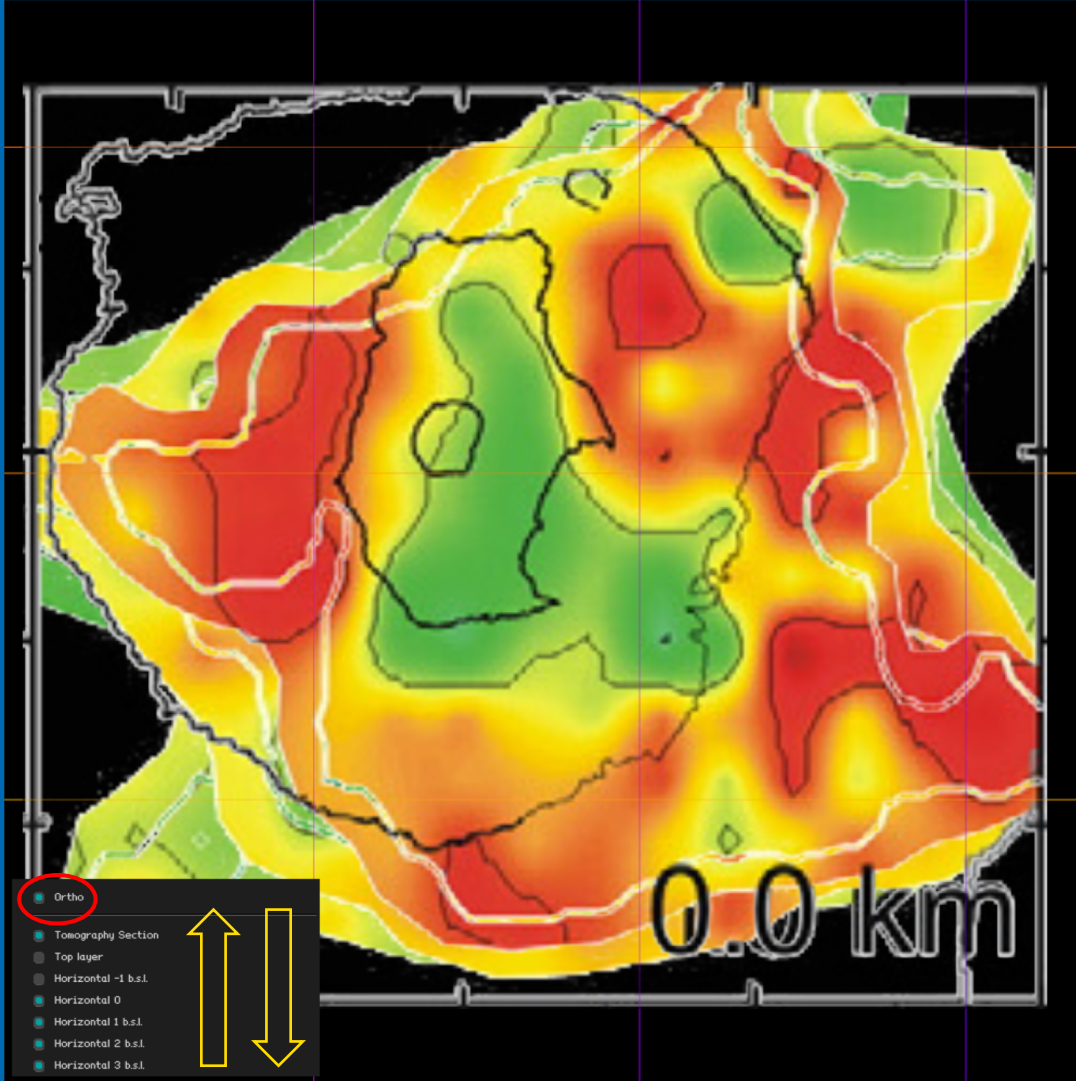 0.0 km
Ortho
Tomography Section
Top layer
Horizontal -1 b.s.l.
Horizontal 0
Horizontal 1 b.s.l.
Horizontal 2 b.s.l.
Horizontal 3 b.s.l.